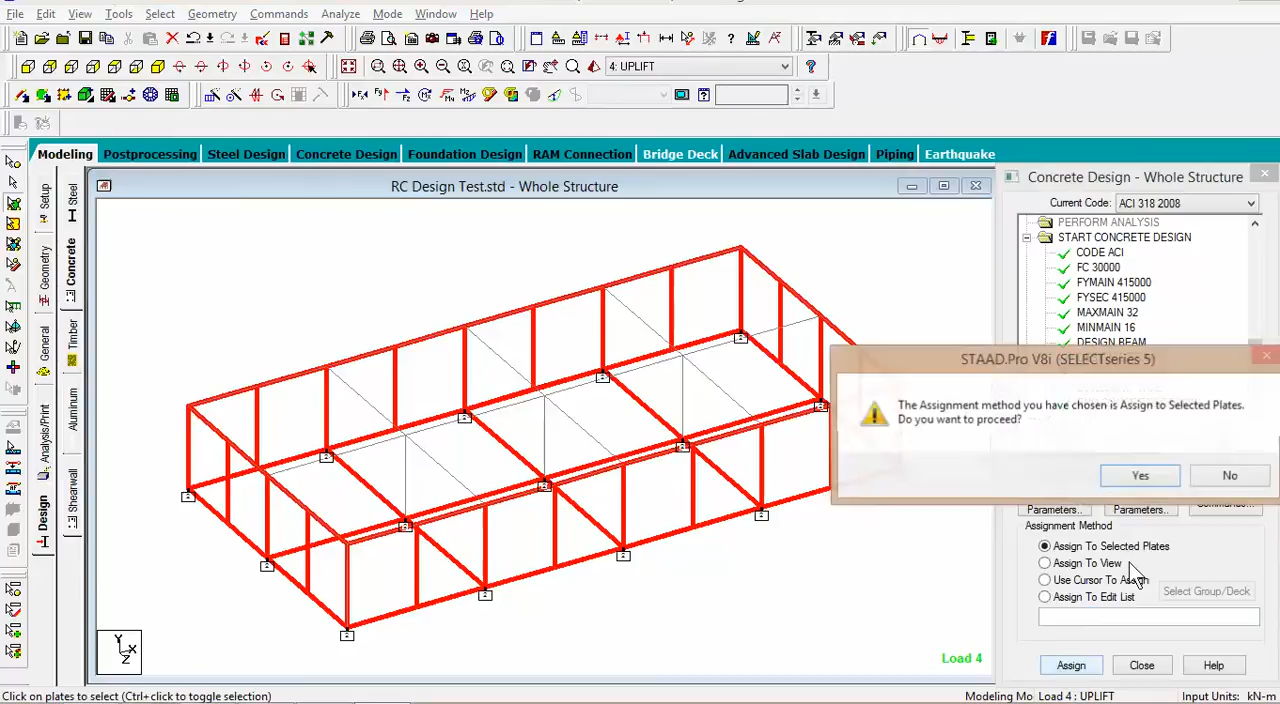 File Edit View Tools Select Geometry Commands Analyze Mode Window Help
4: UPLIFT
Modeling Postprocessing Steel Design Concrete Design Foundation Design RAM Connection Bridge Deck Advanced Slab Design Piping Earthquake
Setup
Geometry
General
Analysis/Print
Design
Steel
Concrete
Timber
Aluminum
Shearwall
RC Design Test.std - Whole Structure
Y
X
Z
Load 4
Concrete Design - Whole Structure
Current Code: ACI 318 2008
PERFORM ANALYSIS
START CONCRETE DESIGN
CODE ACI
FC 30000
FYMAIN 415000
FYSEC 415000
MAXMAIN 32
MINMAIN 16
DESIGN BEAM
STAAD.Pro V8i (SELECTseries 5)
The Assignment method you have chosen is Assign to Selected Plates.
Do you want to proceed?
Yes No
Parameters.. Parameters.. Commands...
Assignment Method
Assign To Selected Plates
Assign To View
Use Cursor To Assign
Select Group/Deck
Assign To Edit List
Assign Close Help
Click on plates to select (Ctrl+click to toggle selection)
Modeling Mo Load 4 : UPLIFT Input Units: kN-m